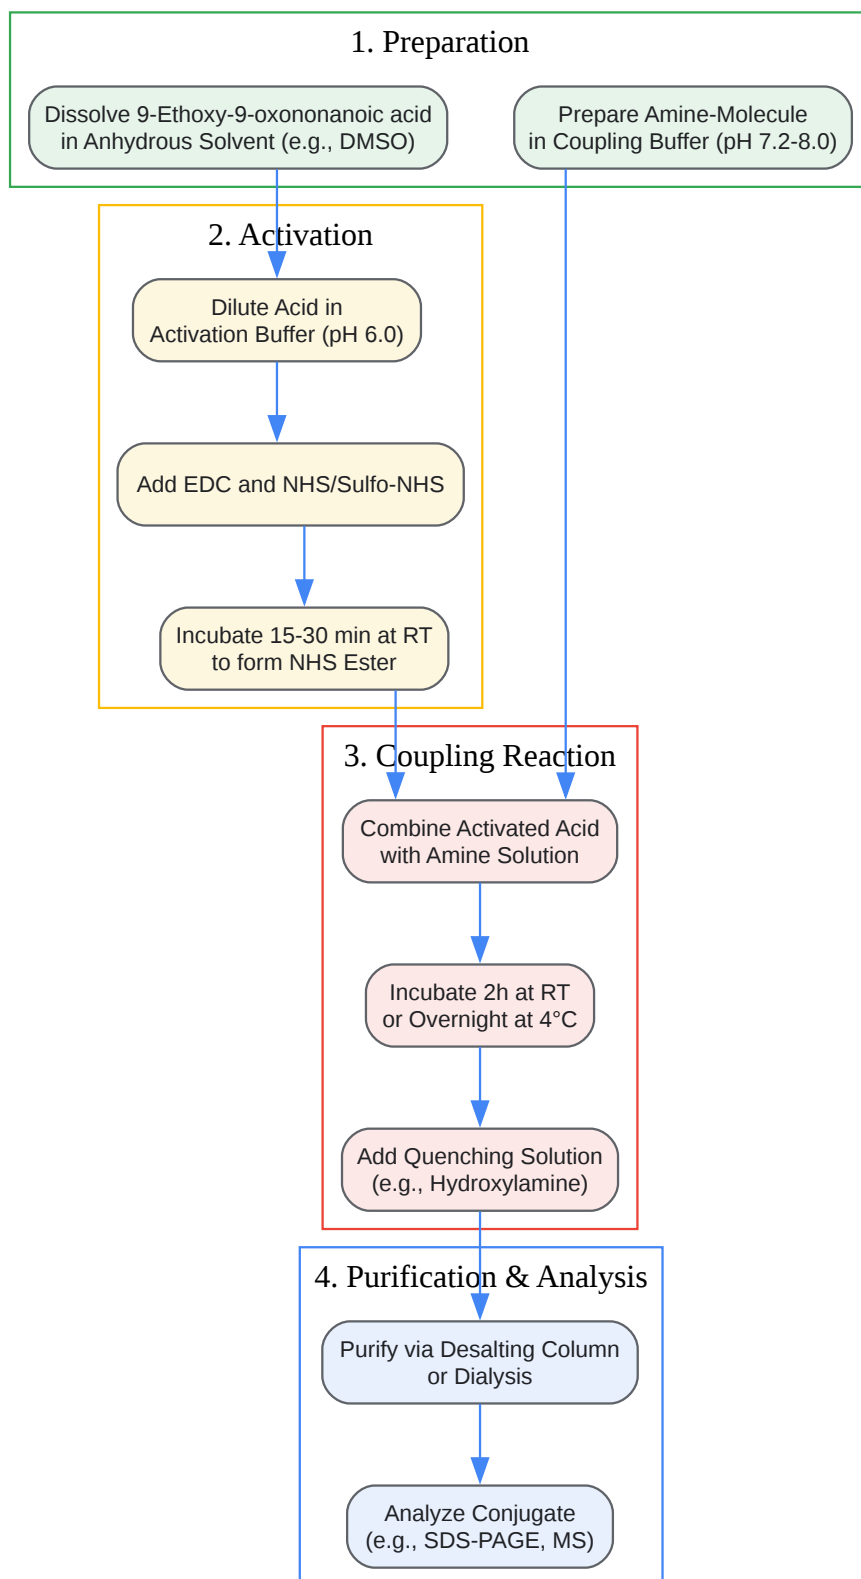 1. Preparation
Dissolve 9-Ethoxy-9-oxononanoic acid
in Anhydrous Solvent (e.g., DMSO)
Prepare Amine-Molecule
in Coupling Buffer (pH 7.2-8.0)
2. Activation
Dilute Acid in
Activation Buffer (pH 6.0)
Add EDC and NHS/Sulfo-NHS
Incubate 15-30 min at RT
to form NHS Ester
3. Coupling Reaction
Combine Activated Acid
with Amine Solution
Incubate 2h at RT
or Overnight at 4°C
Add Quenching Solution
(e.g., Hydroxylamine)
4. Purification & Analysis
Purify via Desalting Column
or Dialysis
Analyze Conjugate
(e.g., SDS-PAGE, MS)